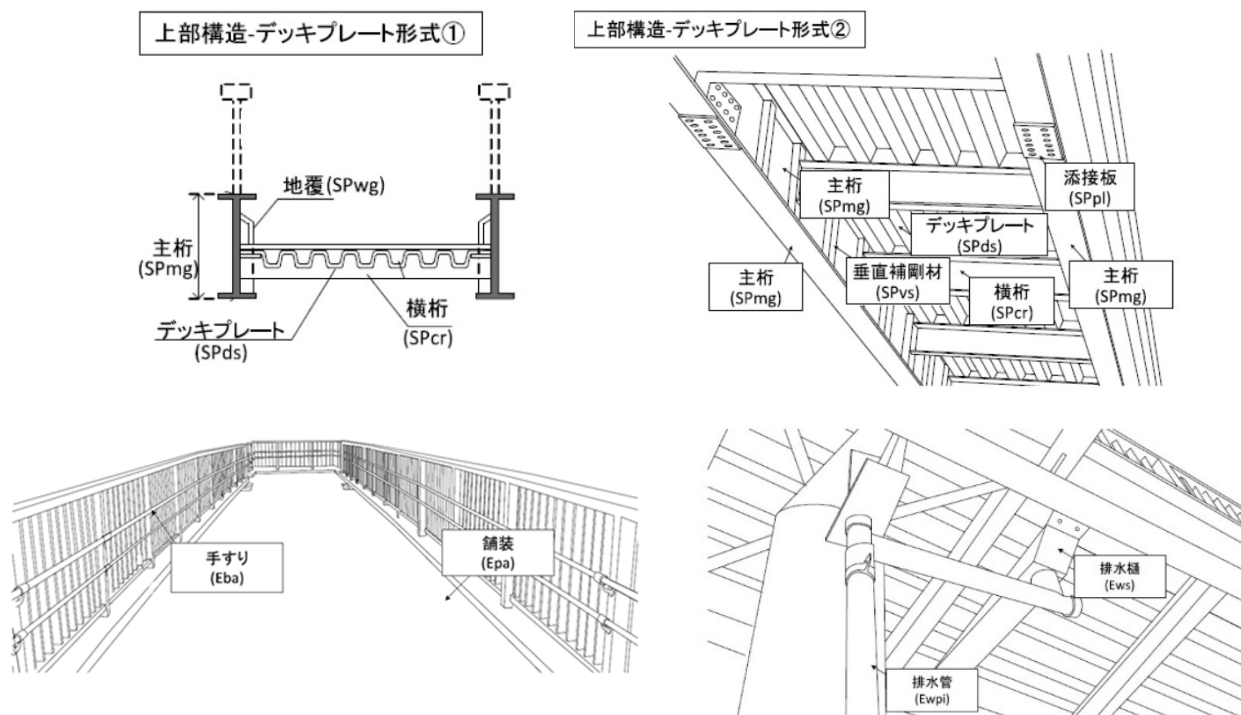 上部構造-デッキプレート形式①
地覆(SPwg)
主桁
(SPmg)
横桁
(SPcr)
デッキプレート
(SPds)
上部構造-デッキプレート形式②
主桁
(SPmg)
添接板
(SPpl)
デッキプレート
(SPds)
主桁
(SPmg)
垂直補剛材
(SPvs)
横桁
(SPcr)
主桁
(SPmg)
手すり
(Eba)
舗装
(Epa)
排水樋
(Ews)
排水管
(Ewpi)